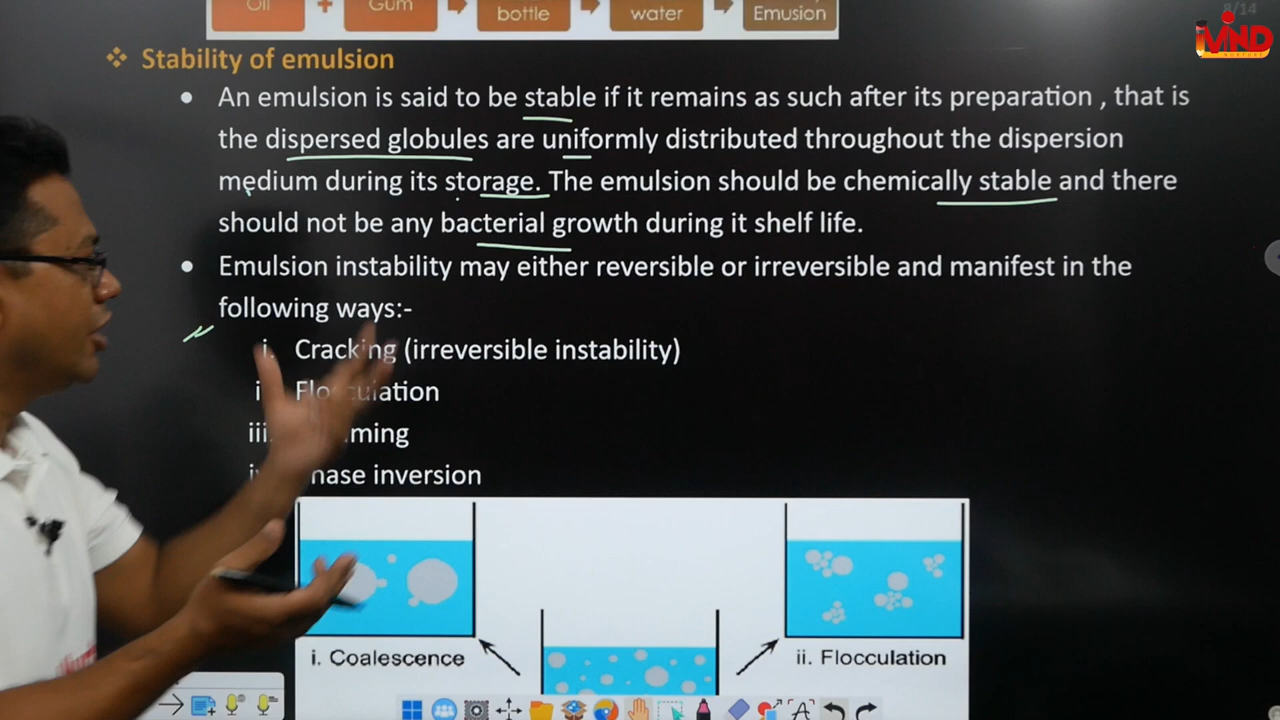 Oil + Gum bottle water Emusion
8/14
MIND
Stability of emulsion
An emulsion is said to be stable if it remains as such after its preparation , that is
the dispersed globules are uniformly distributed throughout the dispersion
medium during its storage. The emulsion should be chemically stable and there
should not be any bacterial growth during it shelf life.
Emulsion instability may either reversible or irreversible and manifest in the
following ways:-
i. Cracking (irreversible instability)
Flocculation
iii.
inversion
i. Coalescence
ii. Flocculation